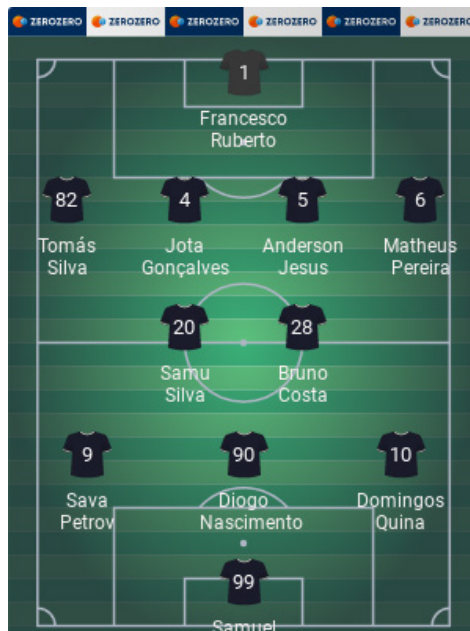 ZEROZERO ZEROZERO ZEROZERO ZEROZERO ZEROZERO ZEROZERO
1
Francesco
Ruberto
82 4 5 6
Tomás Jota Anderson Matheus
Silva Gonçalves Jesus Pereira
20 28
Samu Bruno
Silva Costa
9 90 10
Sava Diogo Domingos
Petrov Nascimento Quina
99
Samuel